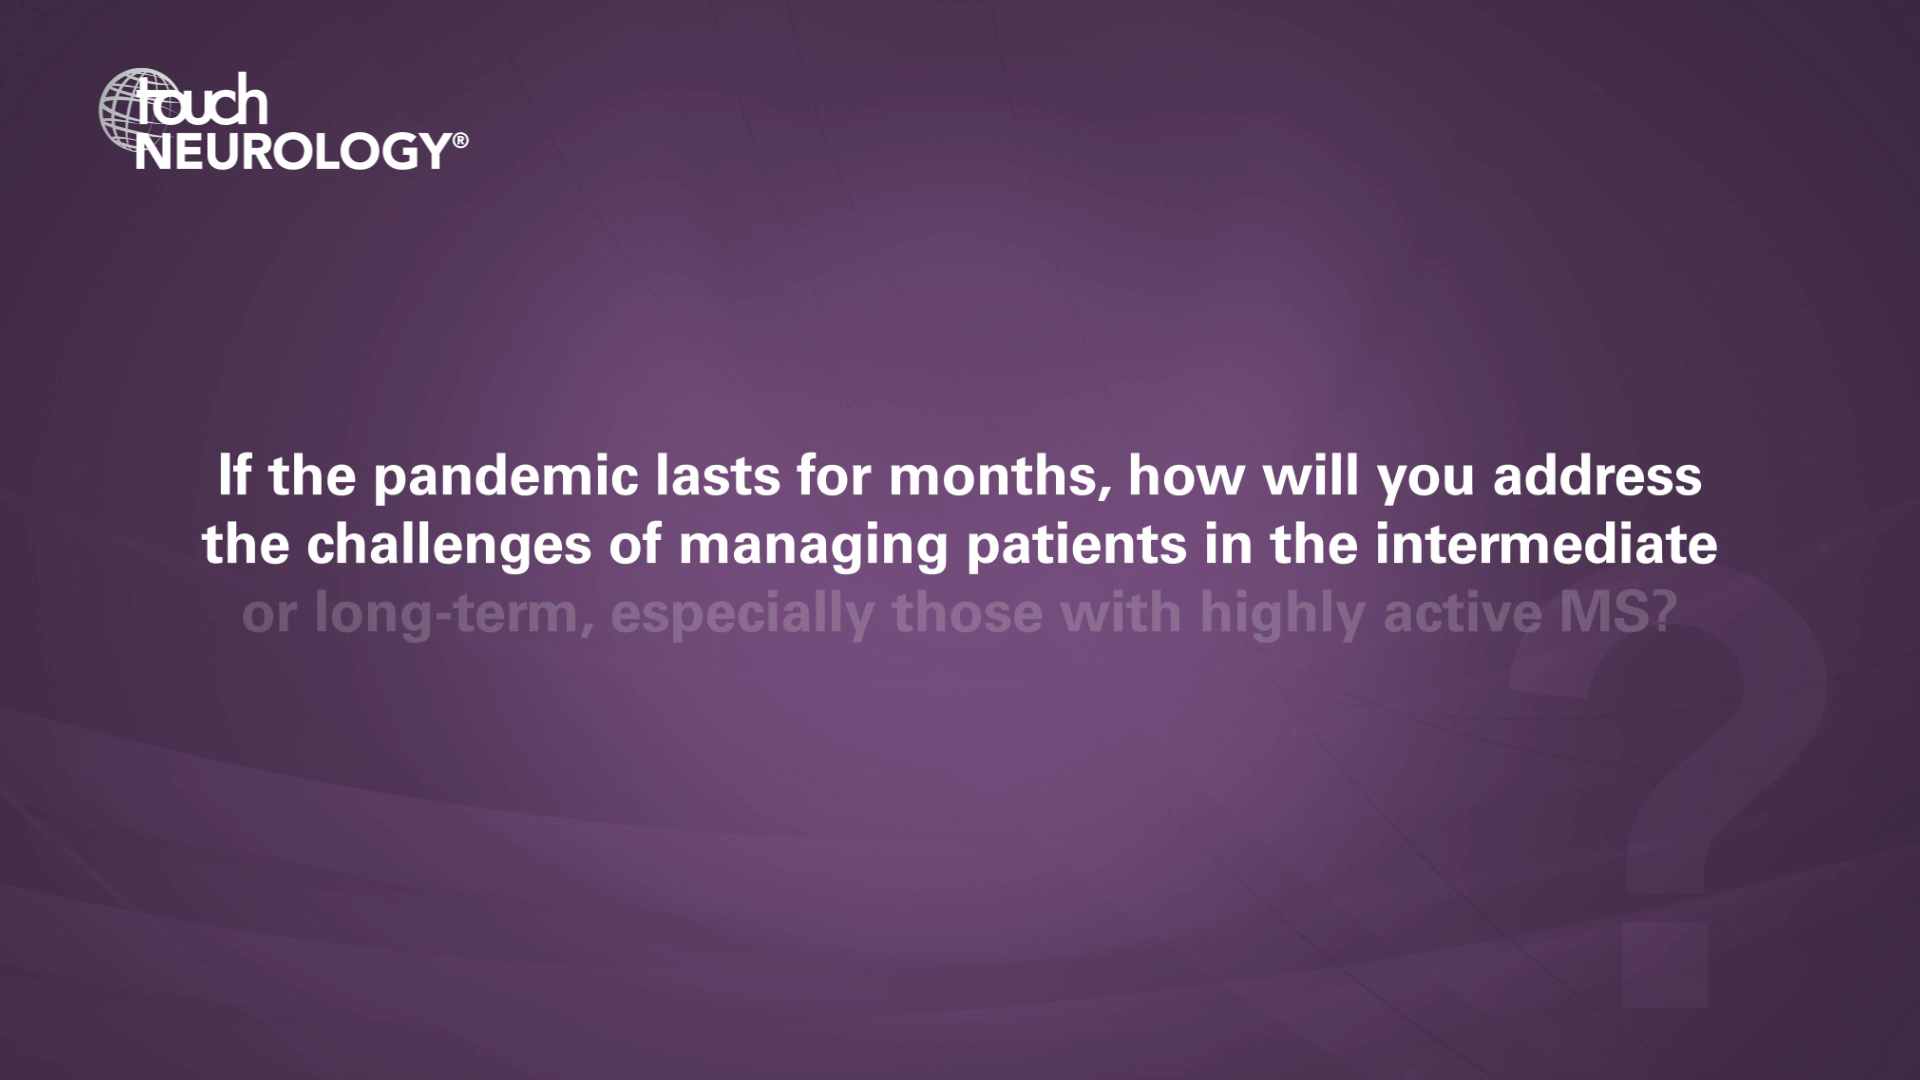 touch
NEUROLOGY®
If the pandemic lasts for months, how will you address
the challenges of managing patients in the intermediate
or long-term, especially those with highly active MS?
?